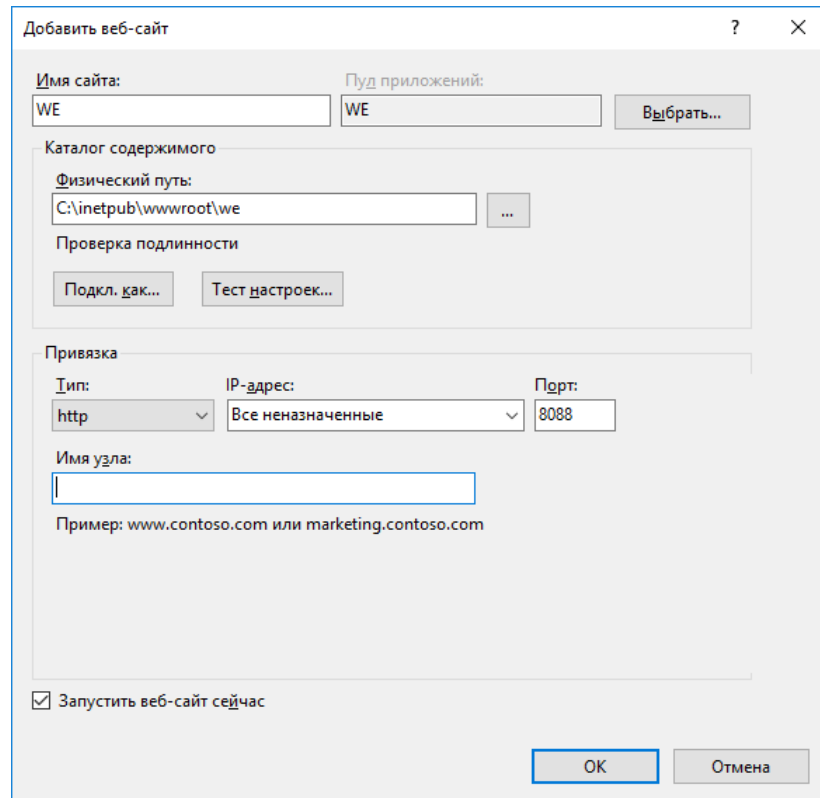 Добавить веб-сайт
Имя сайта: Пул приложений:
WE WE Выбрать...
Каталог содержимого
Физический путь:
C:\inetpub\wwwroot\we ...
Проверка подлинности
Подкл. как... Тест настроек...
Привязка
Тип: IP-адрес: Порт:
http Все неназначенные 8088
Имя узла:
Пример: www.contoso.com или marketing.contoso.com
Запустить веб-сайт сейчас
ОК Отмена